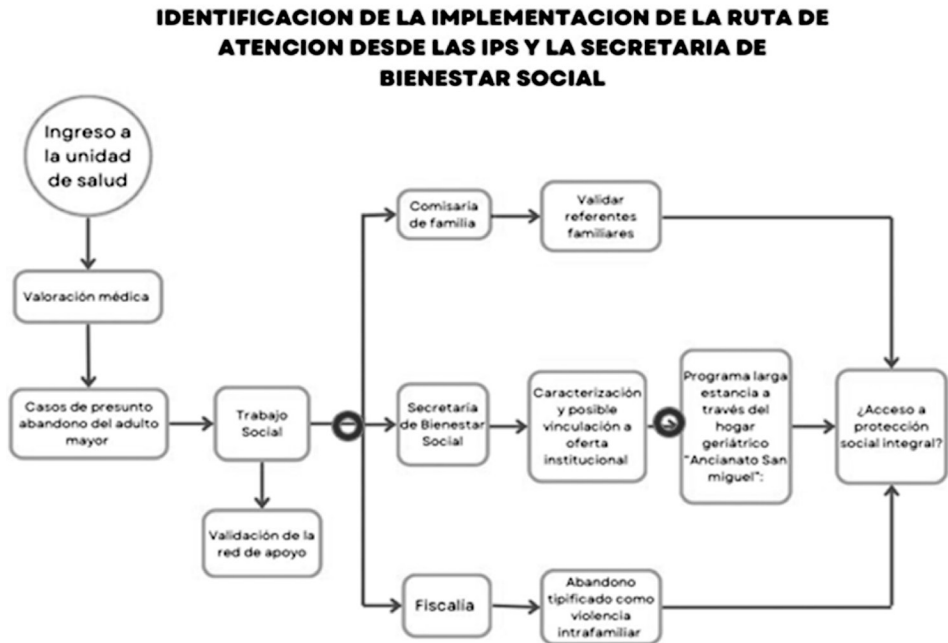 IDENTIFICACION DE LA IMPLEMENTACION DE LA RUTA DE
ATENCION DESDE LAS IPS Y LA SECRETARIA DE
BIENESTAR SOCIAL
Ingreso a
la unidad
de salud
Valoración médica
Casos de presunto
abandono del adulto
mayor
Trabajo
Social
Validación de la
red de apoyo
Comisaria
de familia
Validar
referentes
familiares
Secretaría
de Bienestar
Social
Caracterización
y posible
vinculación a
oferta
institucional
Programa larga
estancia a
través del
hogar
geriátrico
"Ancianato San
miguel":
¿Acceso a
protección
social integral?
Fiscalía
Abandono
tipificado como
violencia
intrafamiliar